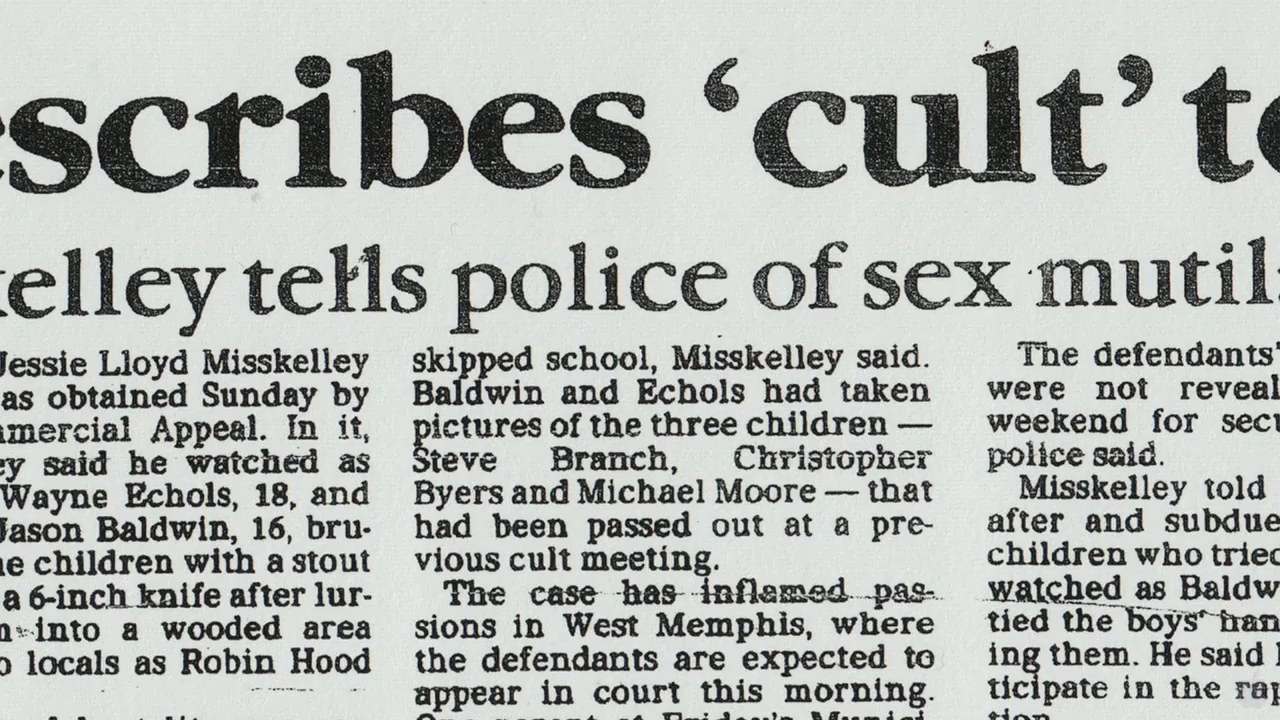 scribes ‘cult’ to
kelley tells police of sex mutil
Jessie Lloyd Misskelley
as obtained Sunday by
mmercial Appeal. In it,
ey said he watched as
Wayne Echols, 18, and
Jason Baldwin, 16, bru-
he children with a stout
a 6-inch knife after lur-
into a wooded area
o locals as Robin Hood
skipped school, Misskelley said.
Baldwin and Echols had taken
pictures of the three children —
Steve Branch, Christopher
Byers and Michael Moore — that
had been passed out at a pre-
vious cult meeting.
The case has inflamed pas-
sions in West Memphis, where
the defendants are expected to
appear in court this morning.
The defendants'
were not reveal
weekend for secu
police said.
Misskelley told
after and subdue
children who tried
watched as Baldw
tied the boys' han
ing them. He said
ticipate in the rap
tion